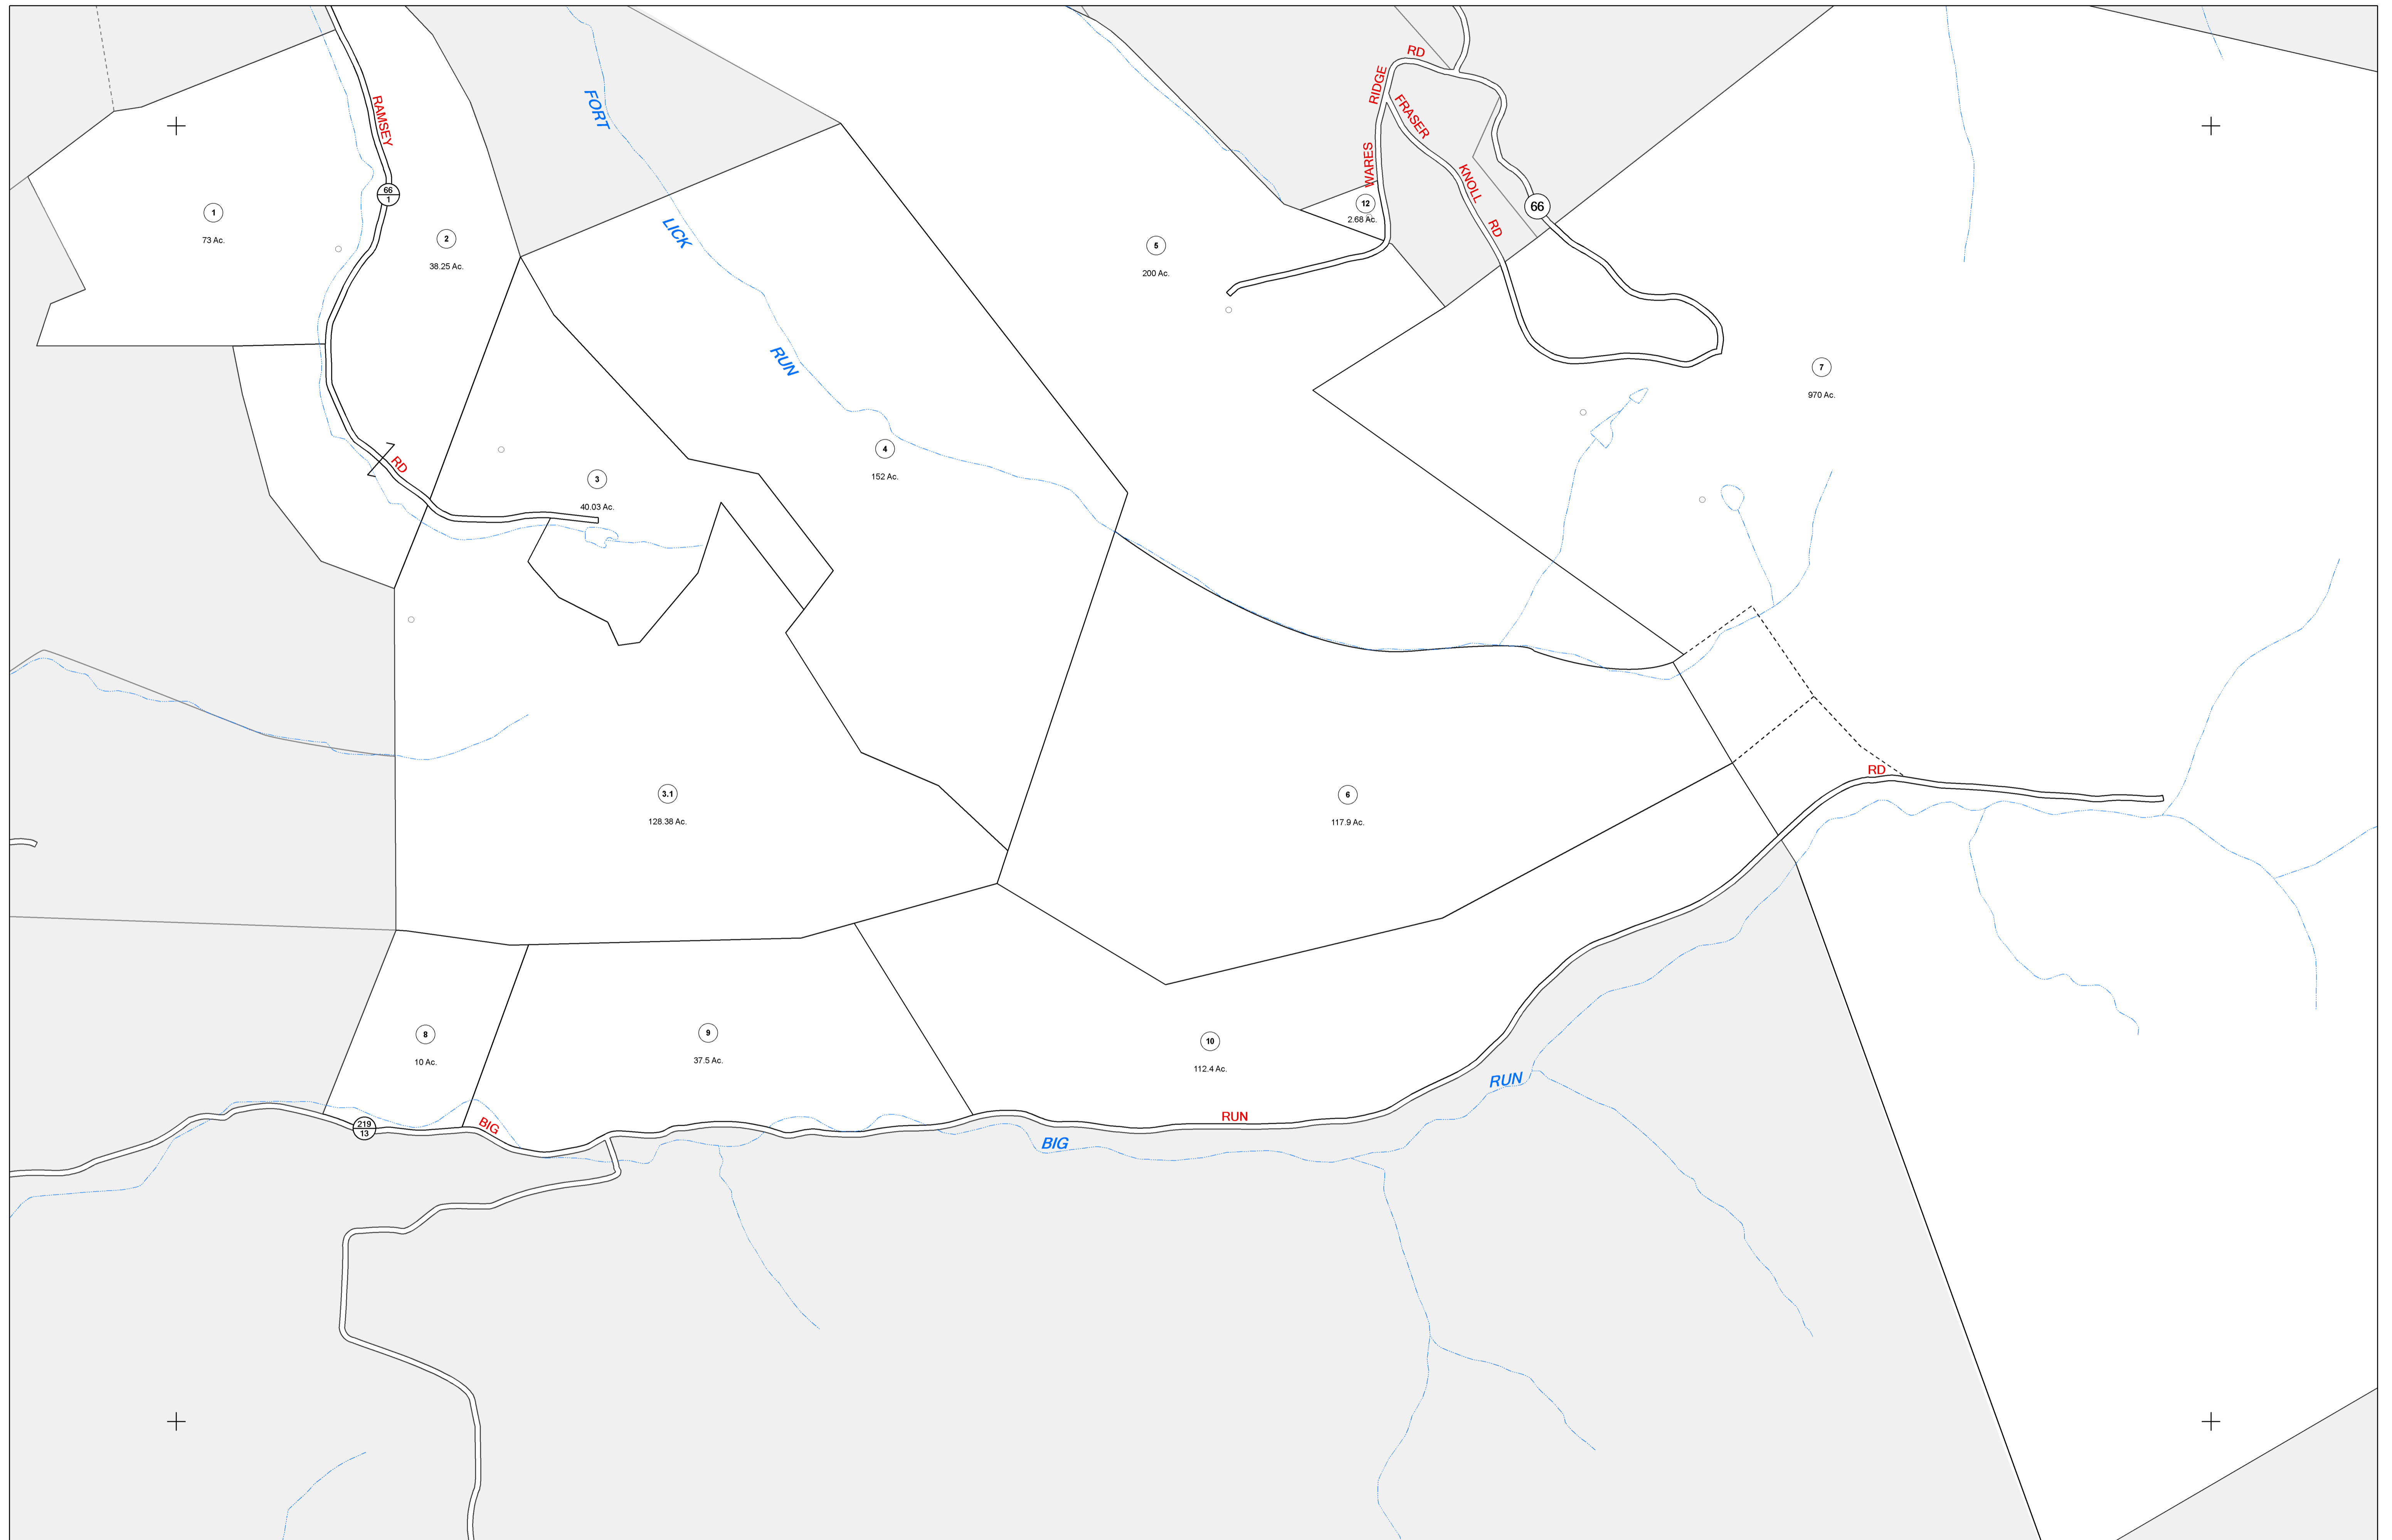 RIDGE RD
FORT
RAMSEY
FRASER
WARES
KNOLL
66
1
12
2.68 Ac.
66
1
73 Ac.
RD
LICK
2
38.25 Ac.
5
200 Ac.
RUN
7
970 Ac.
4
152 Ac.
RD
3
40.03 Ac.
RD
3.1
128.38 Ac.
6
117.9 Ac.
8
10 Ac.
9
37.5 Ac.
10
112.4 Ac.
RUN
219
13
BIG
RUN
BIG